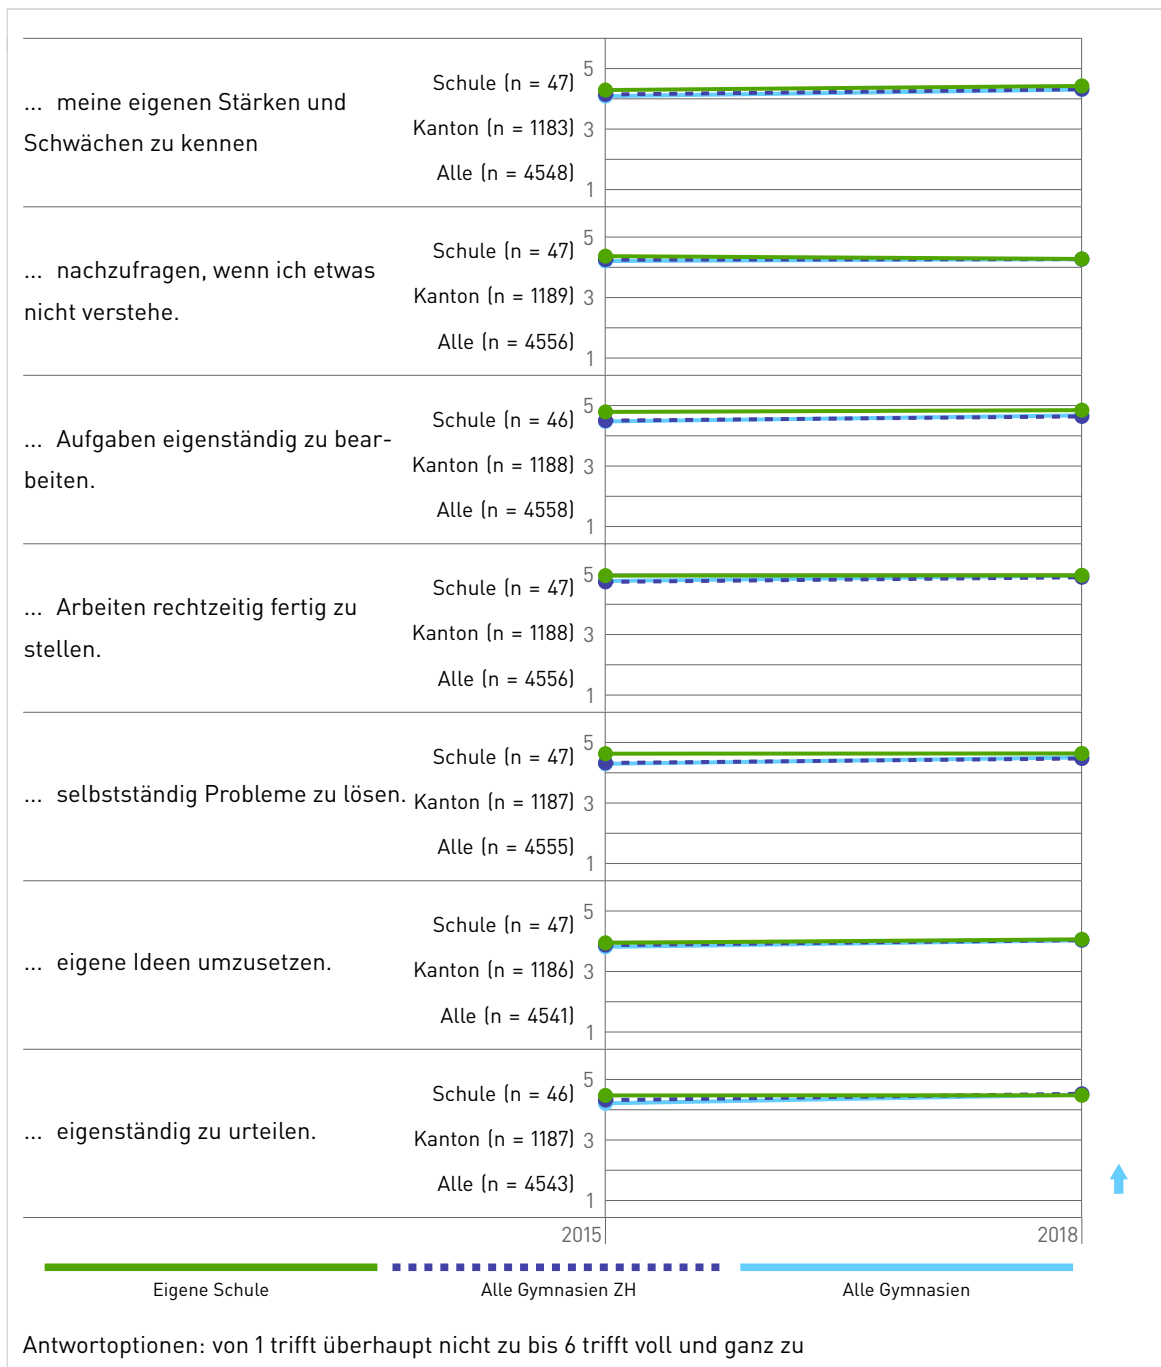 ... meine eigenen Stärken und
Schwächen zu kennen
Schule (n = 47)
Kanton (n = 1183)
Alle (n = 4548)
5
3
1
... nachzufragen, wenn ich etwas
nicht verstehe.
Schule (n = 47)
Kanton (n = 1189)
Alle (n = 4556)
5
3
1
... Aufgaben eigenständig zu bear-
beiten.
Schule (n = 46)
Kanton (n = 1188)
Alle (n = 4558)
5
3
1
... Arbeiten rechtzeitig fertig zu
stellen.
Schule (n = 47)
Kanton (n = 1188)
Alle (n = 4556)
5
3
1
... selbstständig Probleme zu lösen.
Schule (n = 47)
Kanton (n = 1187)
Alle (n = 4555)
5
3
1
... eigene Ideen umzusetzen.
Schule (n = 47)
Kanton (n = 1186)
Alle (n = 4541)
5
3
1
... eigenständig zu urteilen.
Schule (n = 46)
Kanton (n = 1187)
Alle (n = 4543)
5
3
1
2015 2018
Eigene Schule Alle Gymnasien ZH Alle Gymnasien
Antwortoptionen: von 1 trifft überhaupt nicht zu bis 6 trifft voll und ganz zu